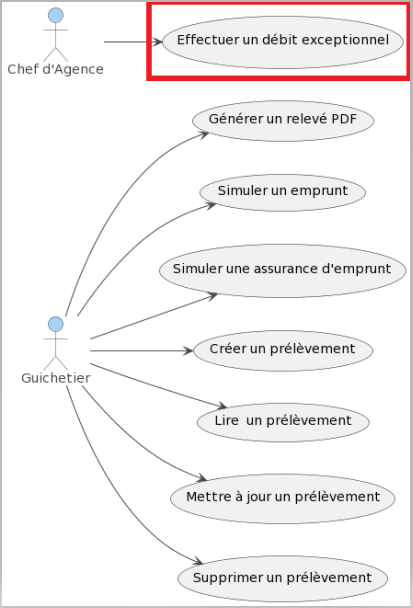 Effectuer un débit exceptionnel
Chef d'Agence
Générer un relevé PDF
Simuler un emprunt
Simuler une assurance d'emprunt
Créer un prélèvement
Guichetier
Lire  un prélèvement
Mettre à jour un prélèvement
Supprimer un prélèvement